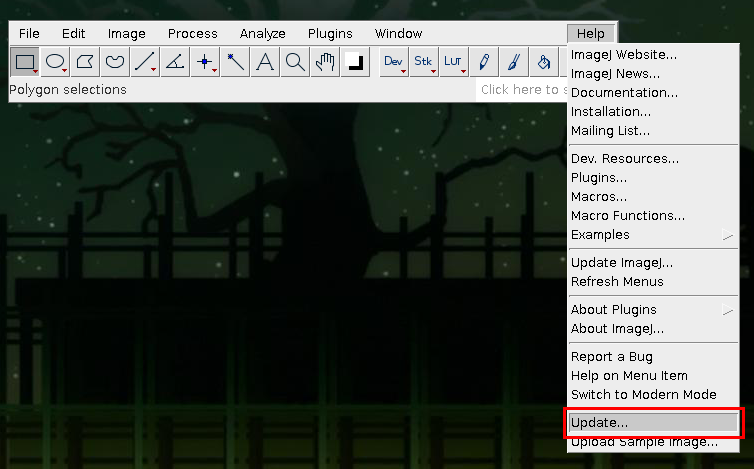 File Edit Image Process Analyze Plugins Window Help
Dev Stk LUT
Polygon selections
Click here to s
ImageJ Website...
ImageJ News...
Documentation...
Installation...
Mailing List...
Dev. Resources...
Plugins...
Macros...
Macro Functions...
Examples
Update ImageJ...
Refresh Menus
About Plugins
About ImageJ...
Report a Bug
Help on Menu Item
Switch to Modern Mode
Update...
Upload Sample Image...